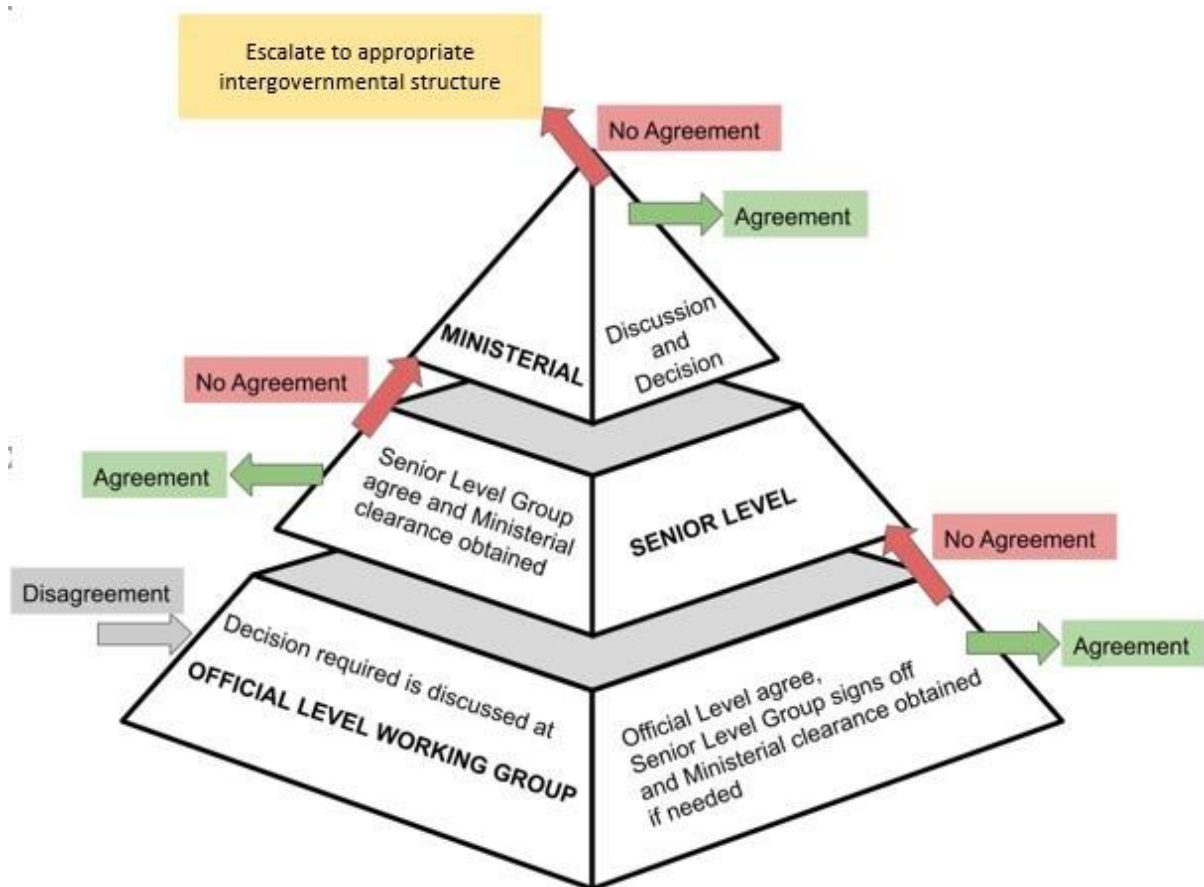 Escalate to appropriate
intergovernmental structure
No Agreement
Agreement
MINISTERIAL
Discussion
and
Decision
No Agreement
Agreement
Senior Level Group
agree and Ministerial
clearance obtained
SENIOR LEVEL
No Agreement
Disagreement
Decision required is discussed at
OFFICIAL LEVEL WORKING GROUP
Official Level agree,
Senior Level Group signs off
and Ministerial clearance obtained
if needed
Agreement